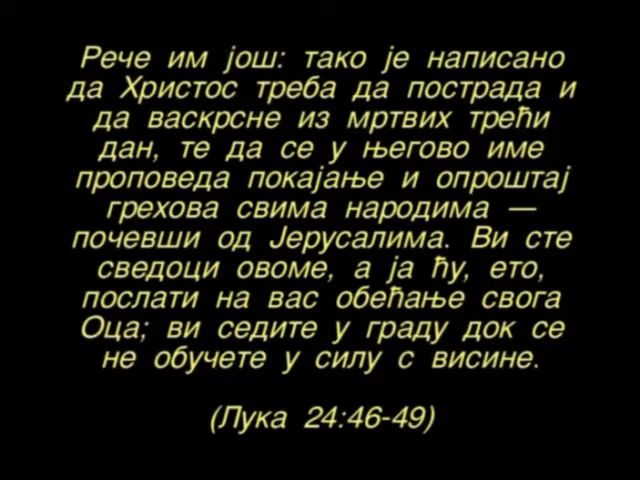 Рече им још: тако је написано
да Христос треба да пострада и
да васкрсне из мртвих трећи
дан, те да се у његово име
проповеда покајање и опроштај
грехова свима народима —
почевши од Јерусалима. Ви сте
сведоци овоме, а ја ћу, ето,
послати на вас обећање свога
Оца; ви седите у граду док се
не обучете у силу с висине.
(Лука 24:46-49)